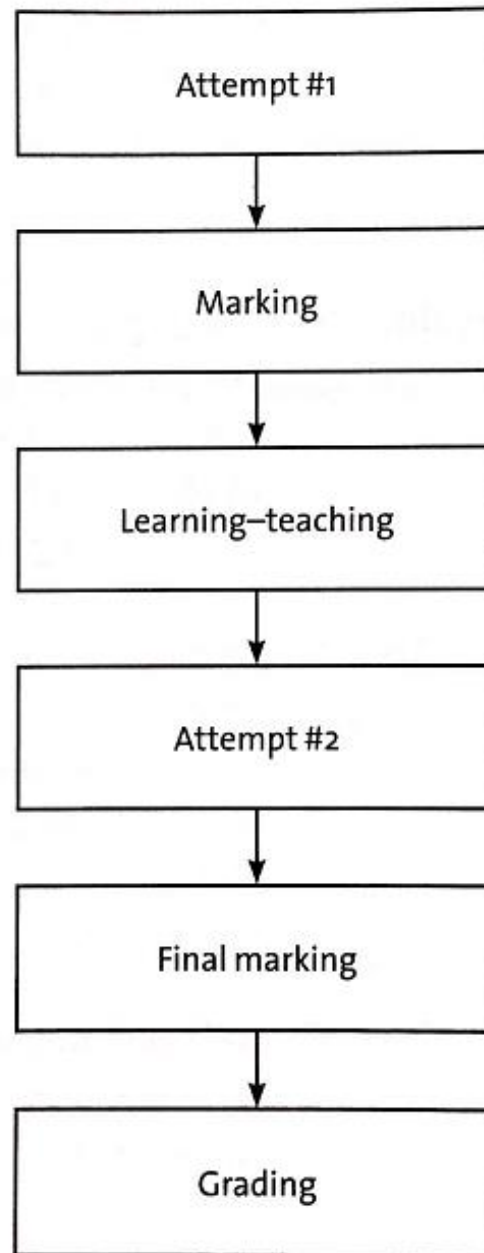 Attempt #1
Marking
Learning–teaching
Attempt #2
Final marking
Grading